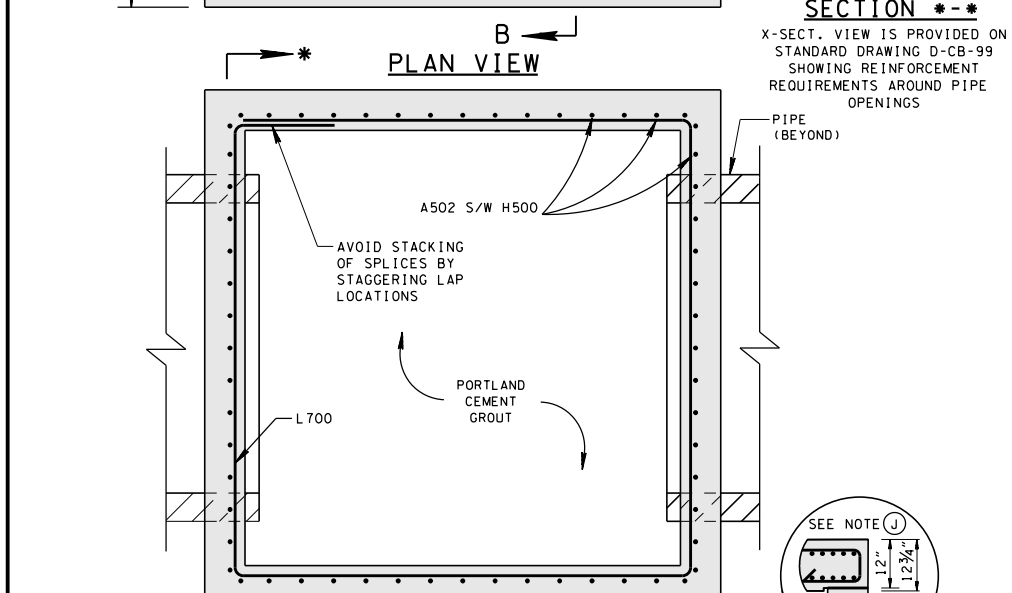 SECTION *-*
X-SECT. VIEW IS PROVIDED ON
STANDARD DRAWING D-CB-99
SHOWING REINFORCEMENT
REQUIREMENTS AROUND PIPE
OPENINGS
B
*
PLAN VIEW
PIPE
(BEYOND)
A502 S/W H500
AVOID STACKING
OF SPLICES BY
STAGGERING LAP
LOCATIONS
PORTLAND
CEMENT
GROUT
L700
SEE NOTE J
12"
12¾"